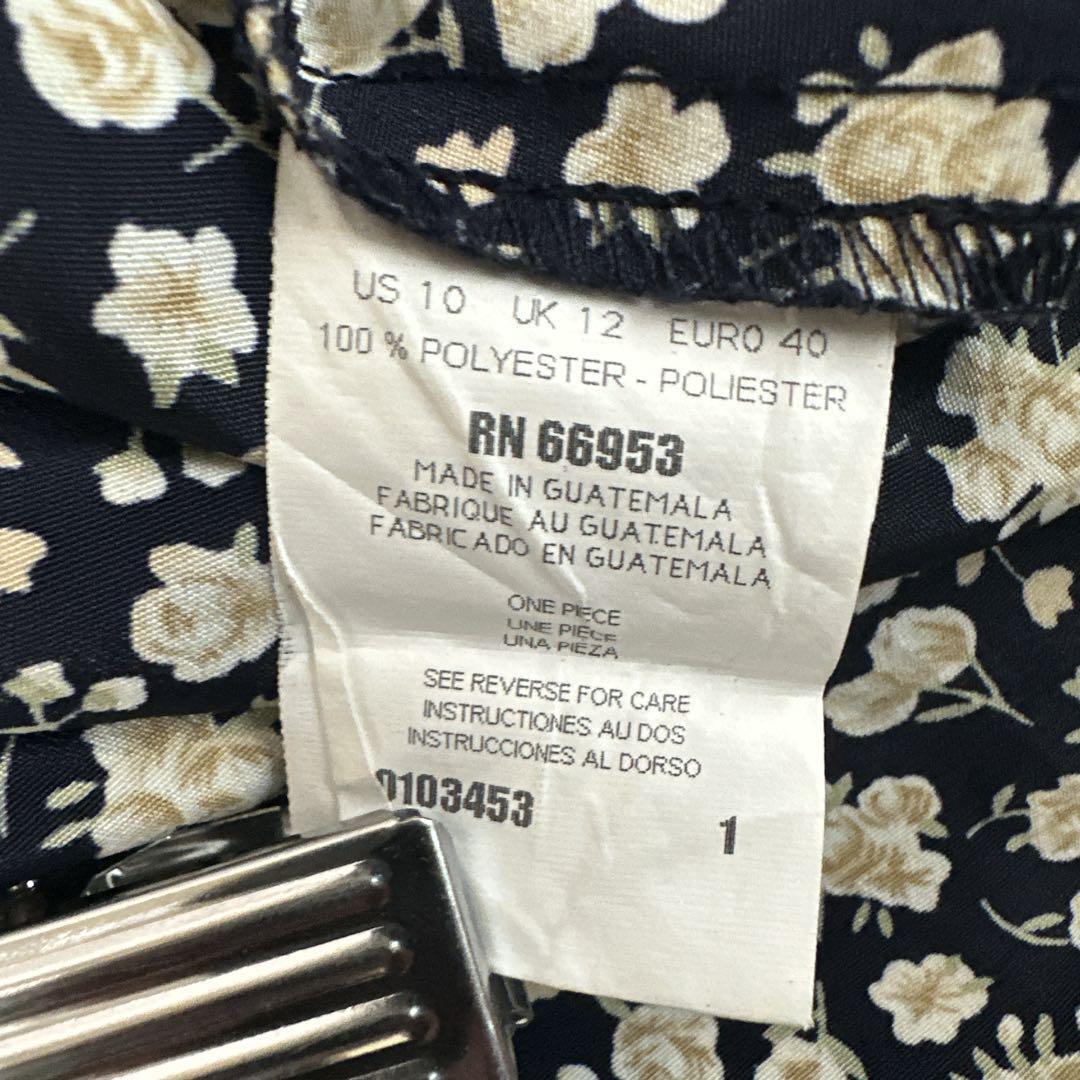 US 10 UK 12 EURO 40
100 % POLYESTER - POLIESTER
RN 66953
MADE IN GUATEMALA
FABRIQUE AU GUATEMALA
FABRICADO EN GUATEMALA
ONE PIECE
UNE PIECE
UNA PIEZA
SEE REVERSE FOR CARE
INSTRUCTIONES AU DOS
INSTRUCCIONES AL DORSO
0103453 1